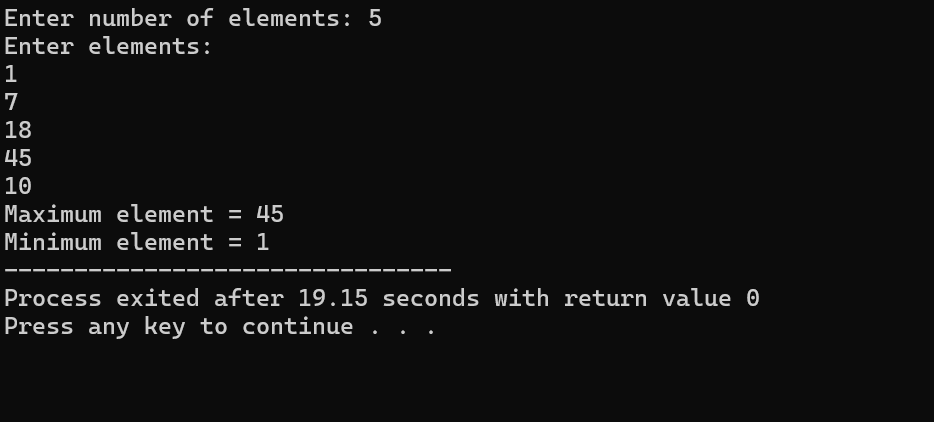 Enter number of elements: 5
Enter elements:
1
7
18
45
10
Maximum element = 45
Minimum element = 1
--------------------------------
Process exited after 19.15 seconds with return value 0
Press any key to continue . . .